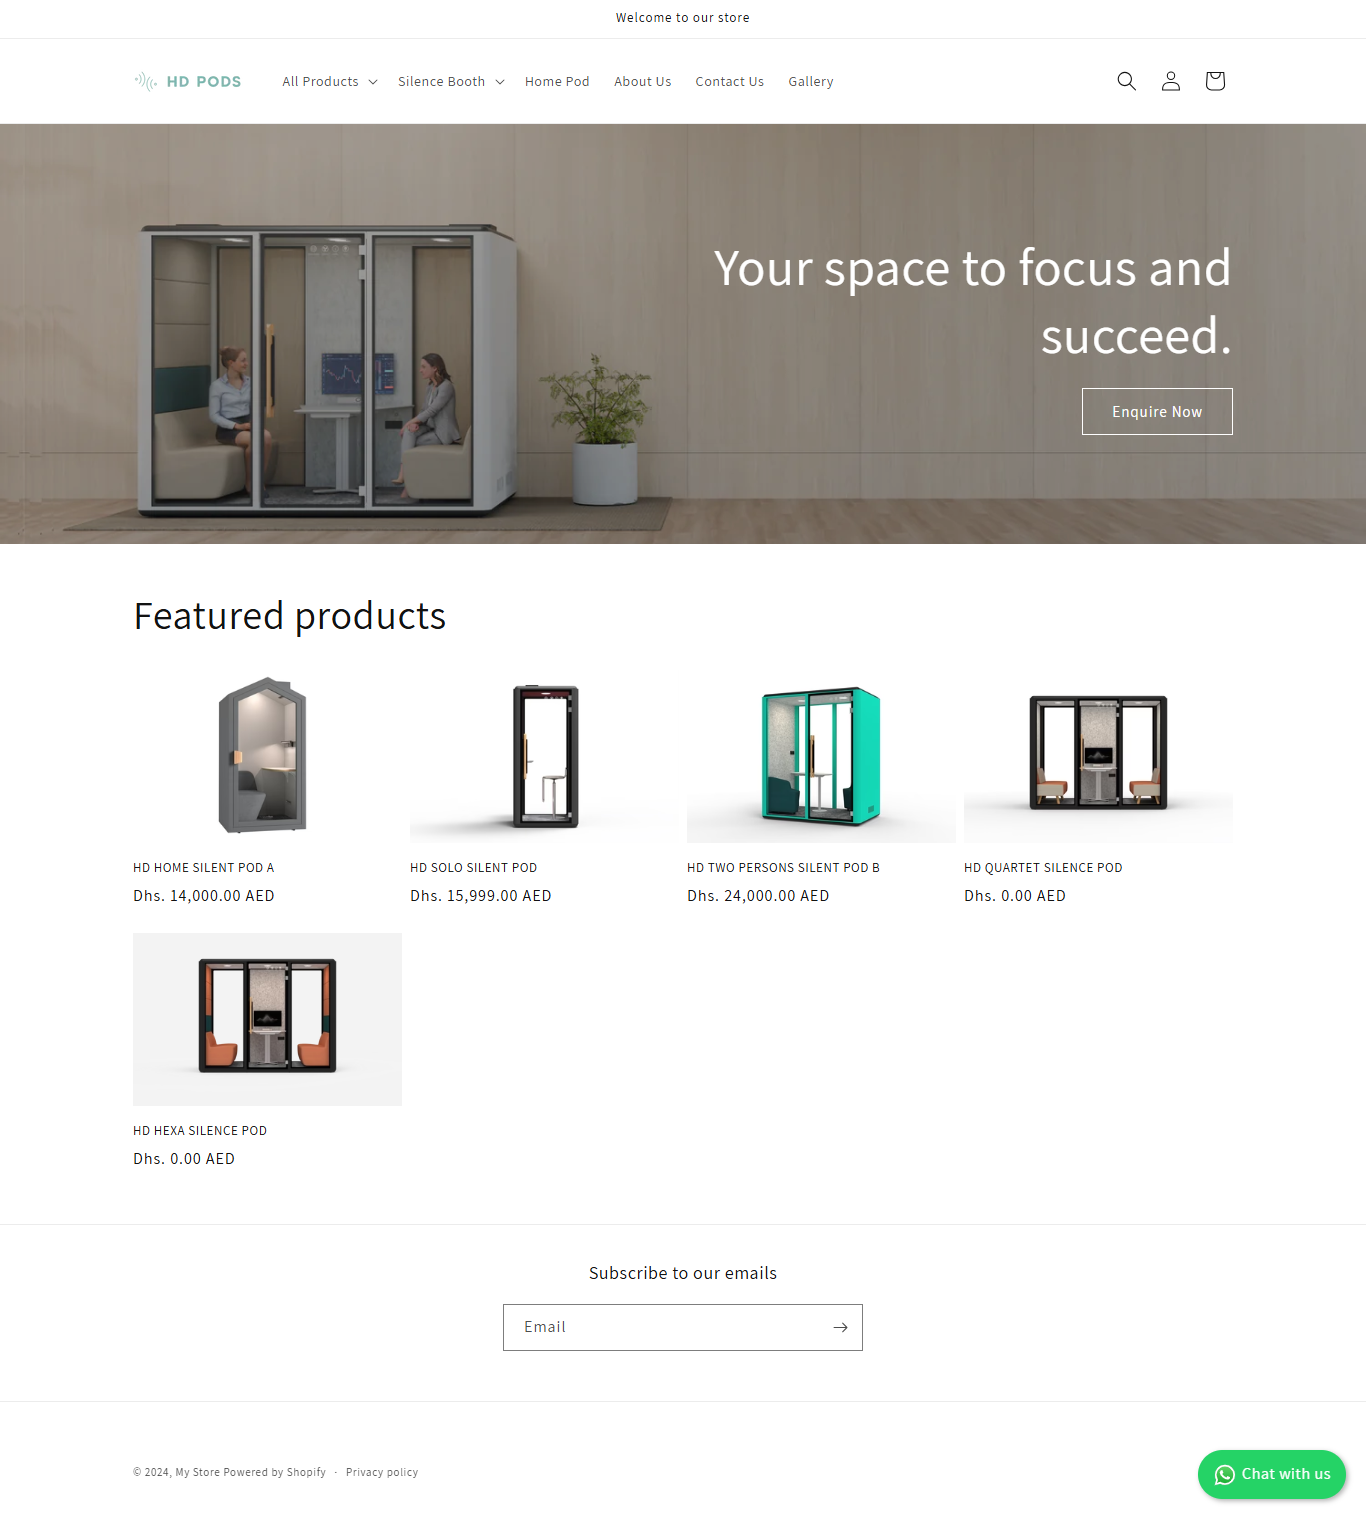 Welcome to our store
HD PODS
All Products
Silence Booth
Home Pod
About Us
Contact Us
Gallery
Your space to focus and
succeed.
Enquire Now
Featured products
HD HOME SILENT POD A
Dhs. 14,000.00 AED
HD SOLO SILENT POD
Dhs. 15,999.00 AED
HD TWO PERSONS SILENT POD B
Dhs. 24,000.00 AED
HD QUARTET SILENCE POD
Dhs. 0.00 AED
HD HEXA SILENCE POD
Dhs. 0.00 AED
Subscribe to our emails
Email
© 2024, My Store Powered by Shopify · Privacy policy
Chat with us